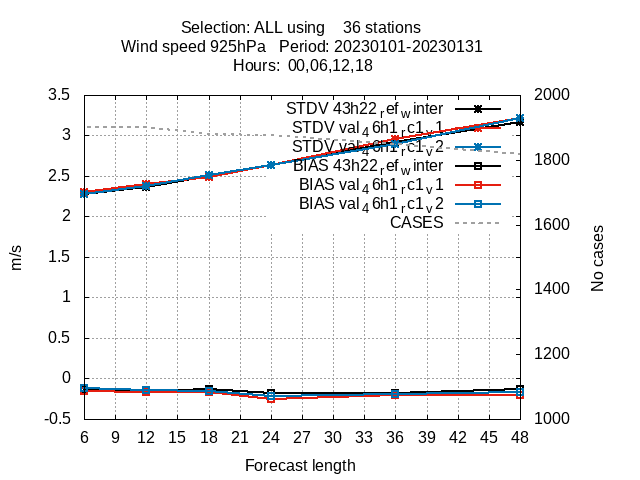 Selection: ALL using    36 stations
Wind speed 925hPa   Period: 20230101-20230131
Hours:  00,06,12,18
3.5
3
2.5
2
1.5
1
0.5
0
-0.5
m/s
STDV 43h22_ref_winter
STDV val_46h1_rc1_v1
STDV val_46h1_rc1_v2
BIAS 43h22_ref_winter
BIAS val_46h1_rc1_v1
BIAS val_46h1_rc1_v2
CASES
2000
1800
1600
1400
1200
1000
No cases
6 9 12 15 18 21 24 27 30 33 36 39 42 45 48
Forecast length